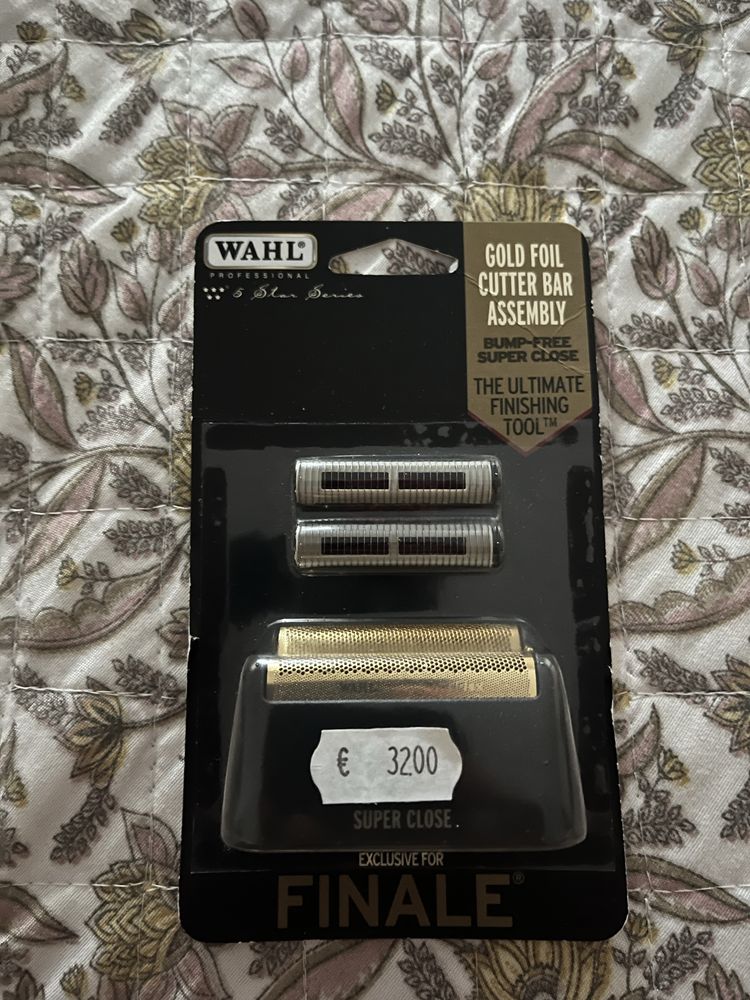 WAHL®
PROFESSIONAL
5 Star Series
GOLD FOIL
CUTTER BAR
ASSEMBLY
BUMP-FREE
SUPER CLOSE
THE ULTIMATE
FINISHING
TOOL™
€ 3200
SUPER CLOSE
EXCLUSIVE FOR
FINALE®